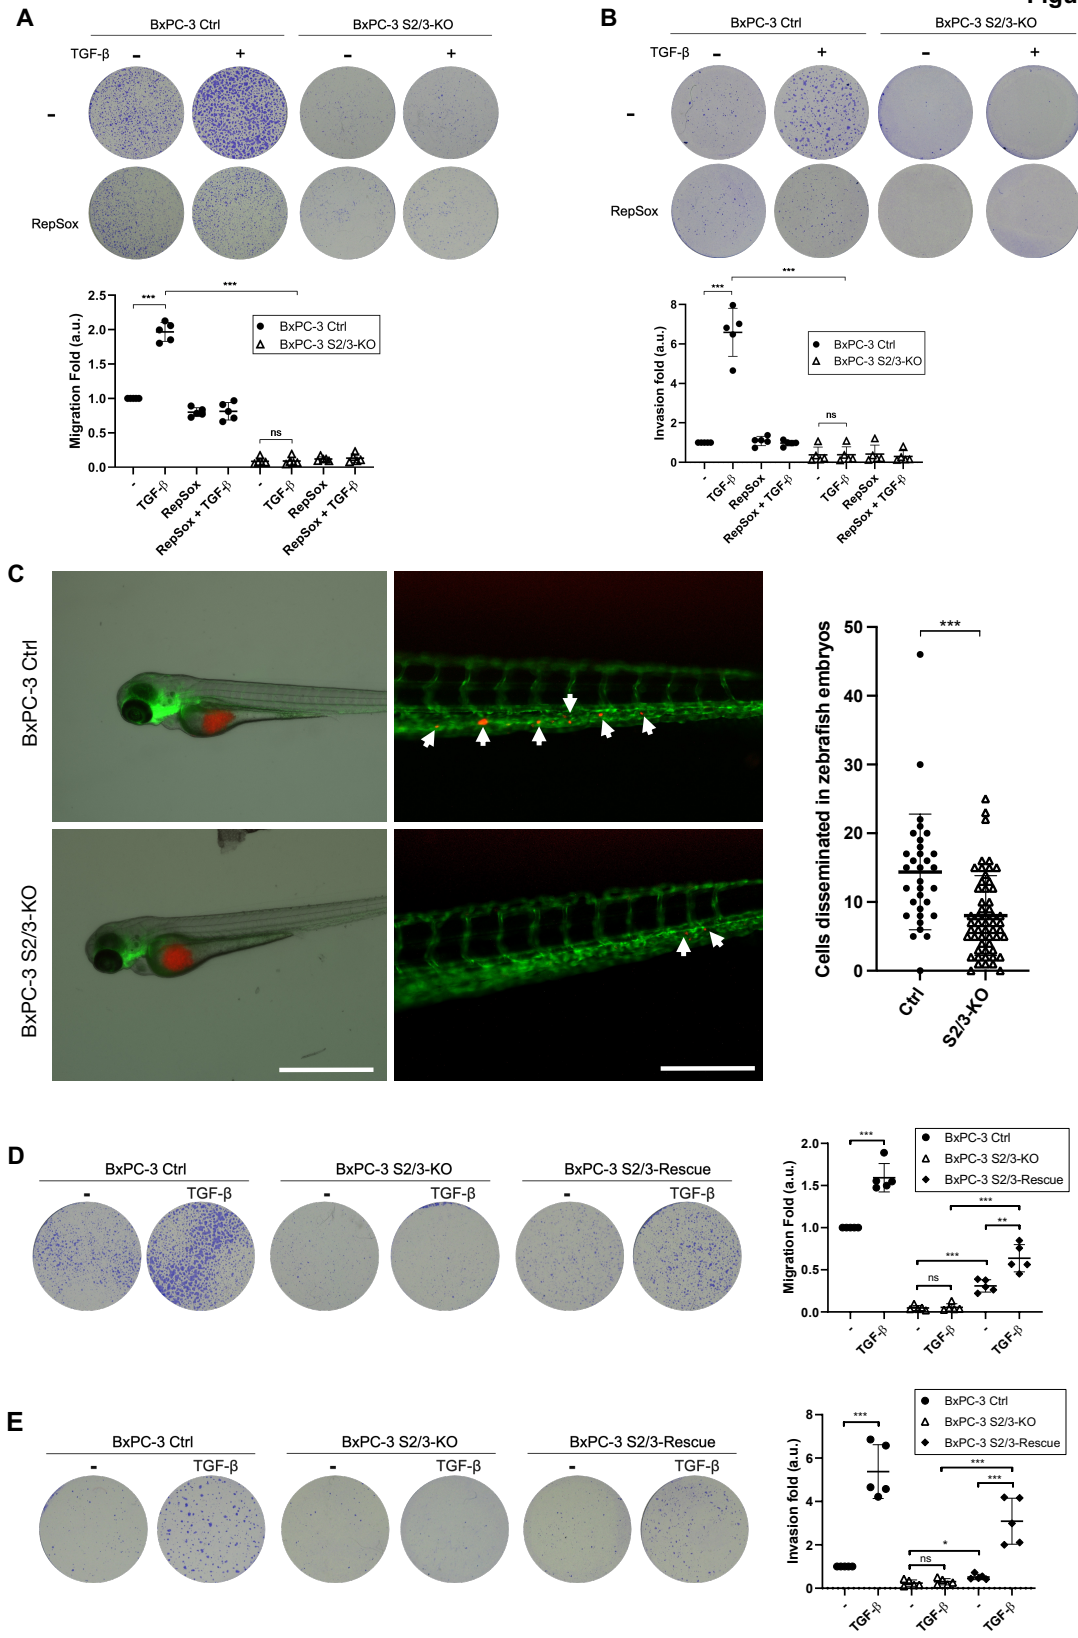 Figu
A
BxPC-3 Ctrl
BxPC-3 S2/3-KO
TGF-β - + - +
-
RepSox
2.5
2.0
1.5
1.0
0.5
0.0
Migration Fold (a.u.)
***
***
ns
BxPC-3 Ctrl
BxPC-3 S2/3-KO
-
TGF-β
RepSox
RepSox + TGF-β
-
TGF-β
RepSox
RepSox + TGF-β
B
BxPC-3 Ctrl
BxPC-3 S2/3-KO
TGF-β - + - +
-
RepSox
8
6
4
2
0
Invasion fold (a.u.)
***
***
ns
BxPC-3 Ctrl
BxPC-3 S2/3-KO
-
TGF-β
RepSox
RepSox + TGF-β
-
TGF-β
RepSox
RepSox + TGF-β
C
BxPC-3 Ctrl
BxPC-3 S2/3-KO
Cells disseminated in zebrafish embryos
50
40
30
20
10
0
***
Ctrl
S2/3-KO
D
BxPC-3 Ctrl
BxPC-3 S2/3-KO
BxPC-3 S2/3-Rescue
- TGF-β - TGF-β - TGF-β
BxPC-3 Ctrl
BxPC-3 S2/3-KO
BxPC-3 S2/3-Rescue
Migration Fold (a.u.)
2.0
1.5
1.0
0.5
0.0
***
***
**
***
ns
-
TGF-β
-
TGF-β
-
TGF-β
E
BxPC-3 Ctrl
BxPC-3 S2/3-KO
BxPC-3 S2/3-Rescue
- TGF-β - TGF-β - TGF-β
BxPC-3 Ctrl
BxPC-3 S2/3-KO
BxPC-3 S2/3-Rescue
Invasion fold (a.u.)
8
6
4
2
0
***
***
***
*
ns
-
TGF-β
-
TGF-β
-
TGF-β